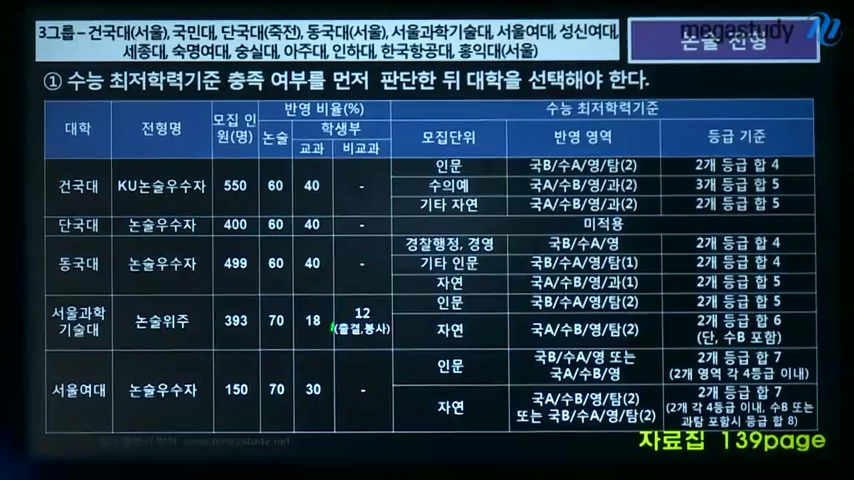 3그룹 – 건국대(서울), 국민대, 단국대(죽전), 동국대(서울), 서울과학기술대, 서울여대, 성신여대,
세종대, 숙명여대, 숭실대, 아주대, 인하대, 한국항공대, 홍익대(서울)
논술 전형
megastudy
① 수능 최저학력기준 충족 여부를 먼저 판단한 뒤 대학을 선택해야 한다.
대학 전형명 모집 인원(명) 반영 비율(%) 수능 최저학력기준
논술 학생부 모집단위 반영 영역 등급 기준
교과 비교과
건국대 KU논술우수자 550 60 40 - 인문 국B/수A/영/탐(2) 2개 등급 합 4
수의예 국A/수B/영/과(2) 3개 등급 합 5
기타 자연 국A/수B/영/과(2) 2개 등급 합 5
단국대 논술우수자 400 60 40 - 미적용
동국대 논술우수자 499 60 40 - 경찰행정, 경영 국B/수A/영 2개 등급 합 4
기타 인문 국B/수A/영/탐(1) 2개 등급 합 4
자연 국A/수B/영/과(1) 2개 등급 합 5
서울과학기술대 논술위주 393 70 18 12 (출결,봉사) 인문 국B/수A/영/탐(2) 2개 등급 합 5
자연 국A/수B/영/탐(2) 2개 등급 합 6
(단, 수B 포함)
서울여대 논술우수자 150 70 30 - 인문 국B/수A/영 또는 2개 등급 합 7
국A/수B/영 (2개 영역 각 4등급 이내)
자연 국A/수B/영/탐(2) 2개 등급 합 7
또는 국B/수A/영/탐(2) (2개 각 4등급 이내, 수B 또는
과탐 포함시 등급 합 8)
www.megastudy.net
자료집 139page